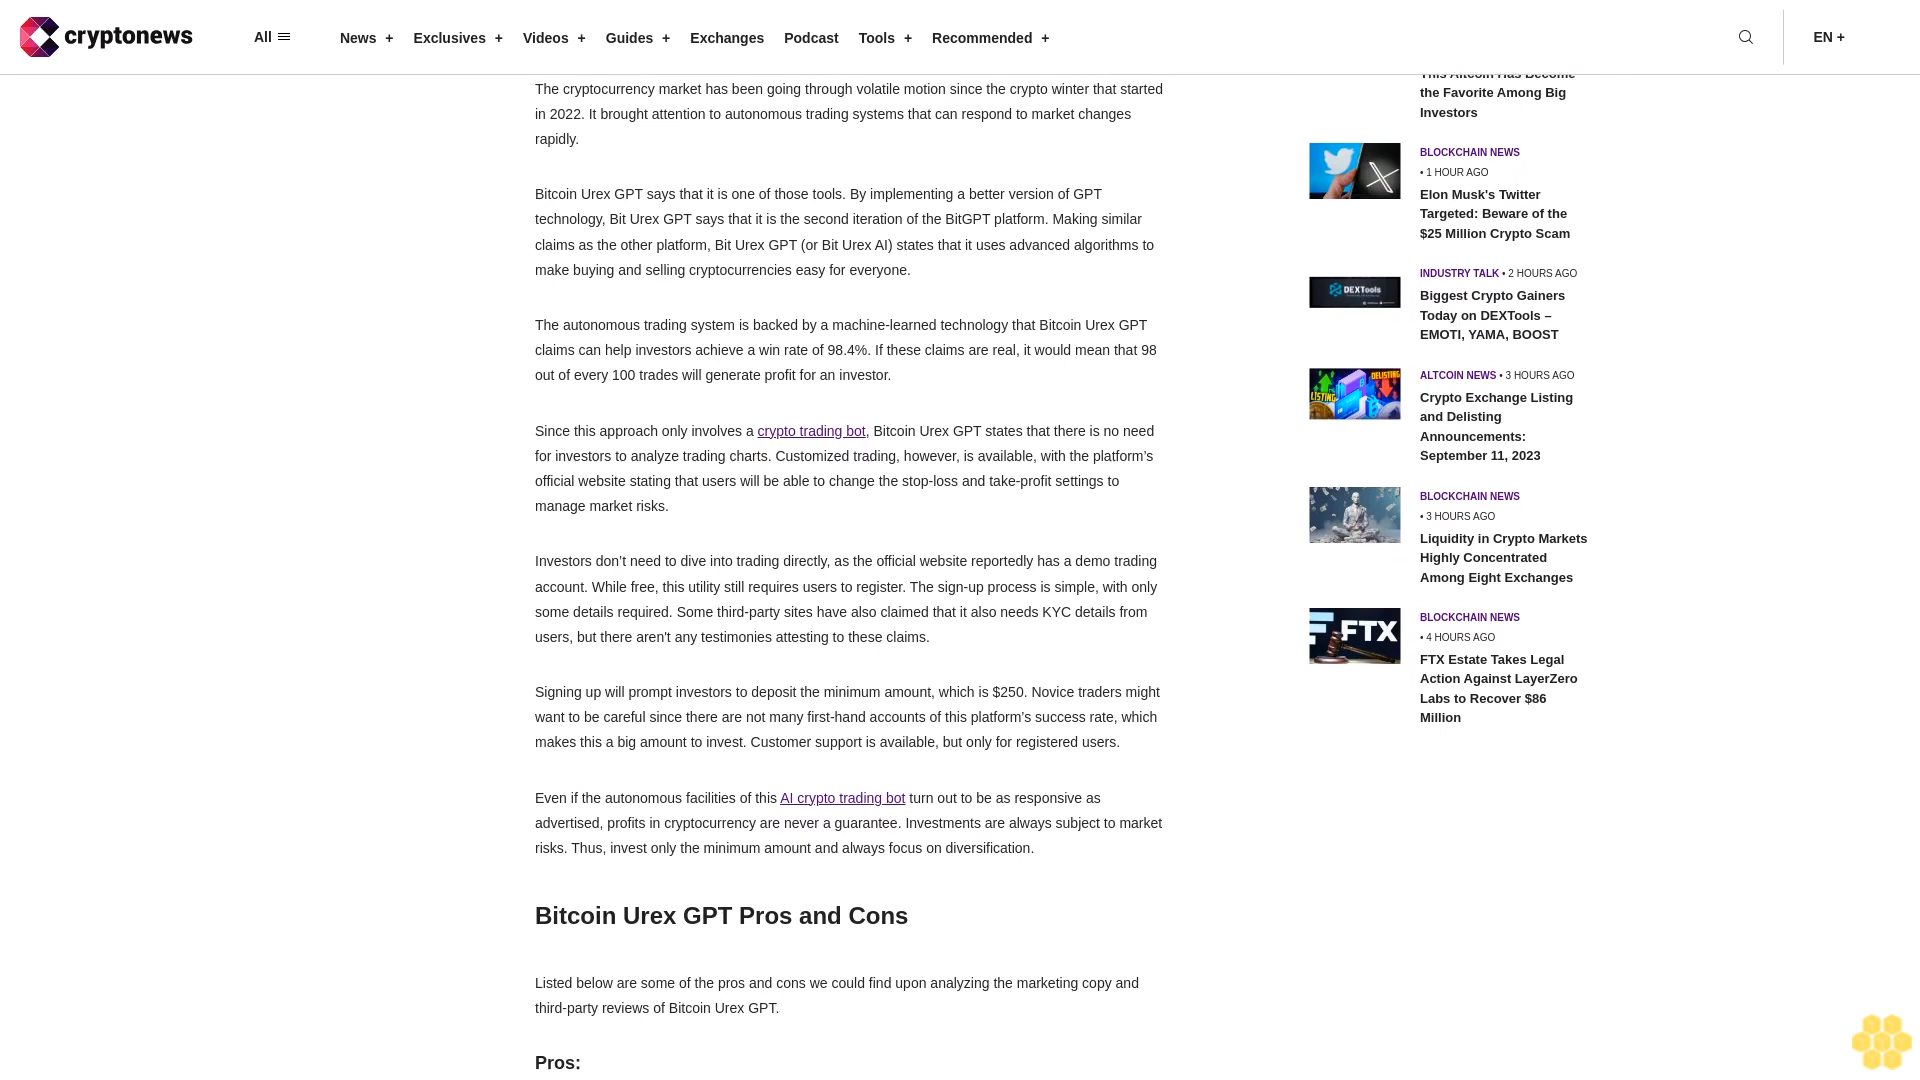 cryptonews
All
News +
Exclusives +
Videos +
Guides +
Exchanges
Podcast
Tools +
Recommended +
EN +
The cryptocurrency market has been going through volatile motion since the crypto winter that started
in 2022. It brought attention to autonomous trading systems that can respond to market changes
rapidly.
Bitcoin Urex GPT says that it is one of those tools. By implementing a better version of GPT
technology, Bit Urex GPT says that it is the second iteration of the BitGPT platform. Making similar
claims as the other platform, Bit Urex GPT (or Bit Urex AI) states that it uses advanced algorithms to
make buying and selling cryptocurrencies easy for everyone.
The autonomous trading system is backed by a machine-learned technology that Bitcoin Urex GPT
claims can help investors achieve a win rate of 98.4%. If these claims are real, it would mean that 98
out of every 100 trades will generate profit for an investor.
Since this approach only involves a crypto trading bot, Bitcoin Urex GPT states that there is no need
for investors to analyze trading charts. Customized trading, however, is available, with the platform’s
official website stating that users will be able to change the stop-loss and take-profit settings to
manage market risks.
Investors don’t need to dive into trading directly, as the official website reportedly has a demo trading
account. While free, this utility still requires users to register. The sign-up process is simple, with only
some details required. Some third-party sites have also claimed that it also needs KYC details from
users, but there aren't any testimonies attesting to these claims.
Signing up will prompt investors to deposit the minimum amount, which is $250. Novice traders might
want to be careful since there are not many first-hand accounts of this platform’s success rate, which
makes this a big amount to invest. Customer support is available, but only for registered users.
Even if the autonomous facilities of this AI crypto trading bot turn out to be as responsive as
advertised, profits in cryptocurrency are never a guarantee. Investments are always subject to market
risks. Thus, invest only the minimum amount and always focus on diversification.
Bitcoin Urex GPT Pros and Cons
Listed below are some of the pros and cons we could find upon analyzing the marketing copy and
third-party reviews of Bitcoin Urex GPT.
Pros:
This Altcoin Has Become
the Favorite Among Big
Investors
BLOCKCHAIN NEWS
• 1 HOUR AGO
Elon Musk's Twitter
Targeted: Beware of the
$25 Million Crypto Scam
DEXTools
INDUSTRY TALK • 2 HOURS AGO
Biggest Crypto Gainers
Today on DEXTools –
EMOTI, YAMA, BOOST
LISTING
DELISTING
ALTCOIN NEWS • 3 HOURS AGO
Crypto Exchange Listing
and Delisting
Announcements:
September 11, 2023
BLOCKCHAIN NEWS
• 3 HOURS AGO
Liquidity in Crypto Markets
Highly Concentrated
Among Eight Exchanges
FTX
BLOCKCHAIN NEWS
• 4 HOURS AGO
FTX Estate Takes Legal
Action Against LayerZero
Labs to Recover $86
Million